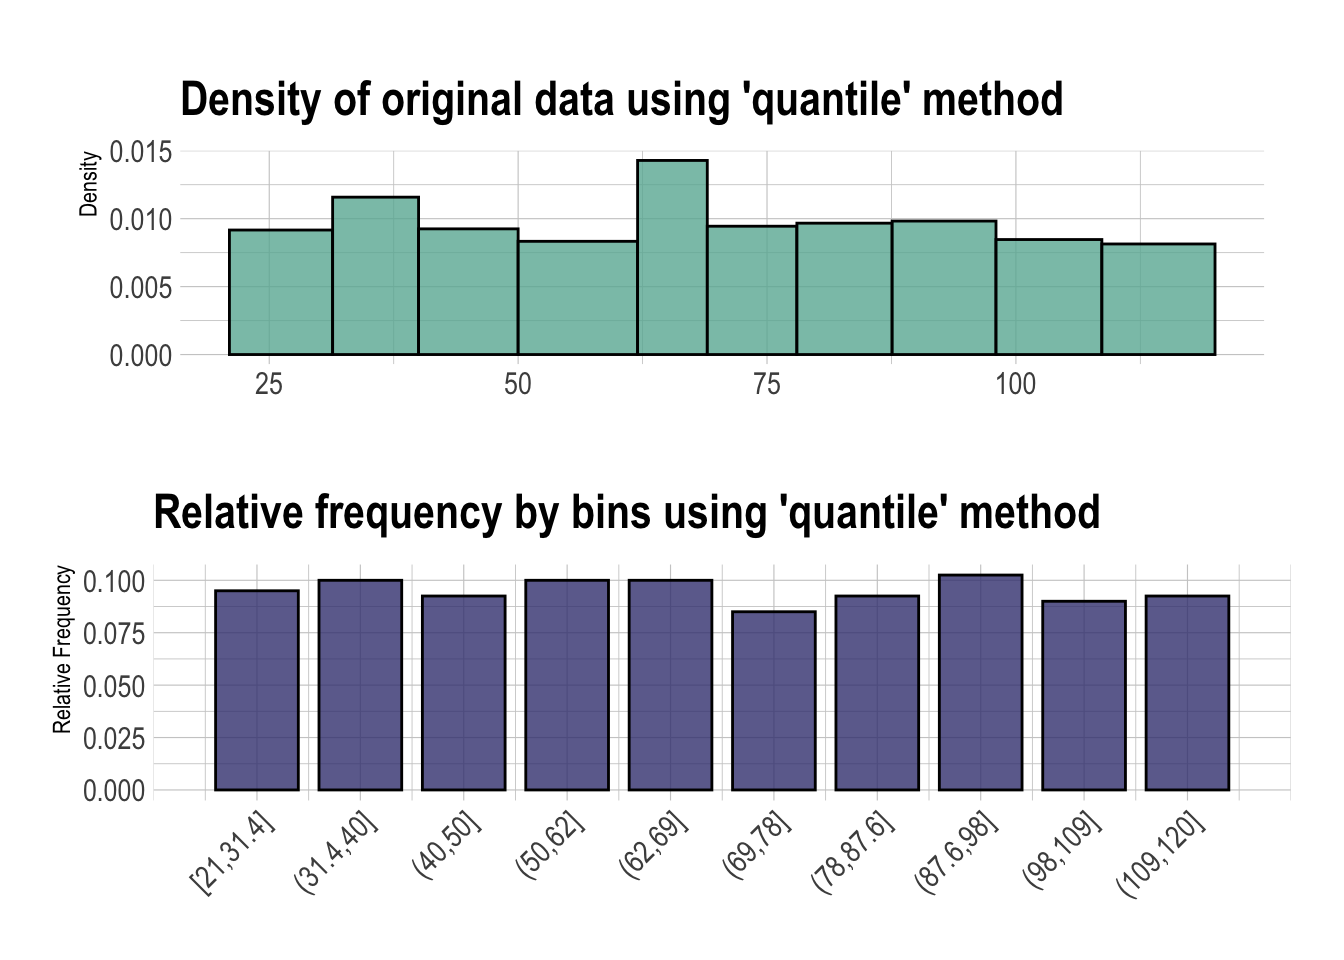 Density of original data using 'quantile' method
Density
0.015
0.010
0.005
0.000
25 50 75 100
Relative frequency by bins using 'quantile' method
Relative Frequency
0.100
0.075
0.050
0.025
0.000
[21,31.4] (31.4,40] (40,50] (50,62] (62,69] (69,78] (78,87.6] (87.6,98] (98,109] (109,120]